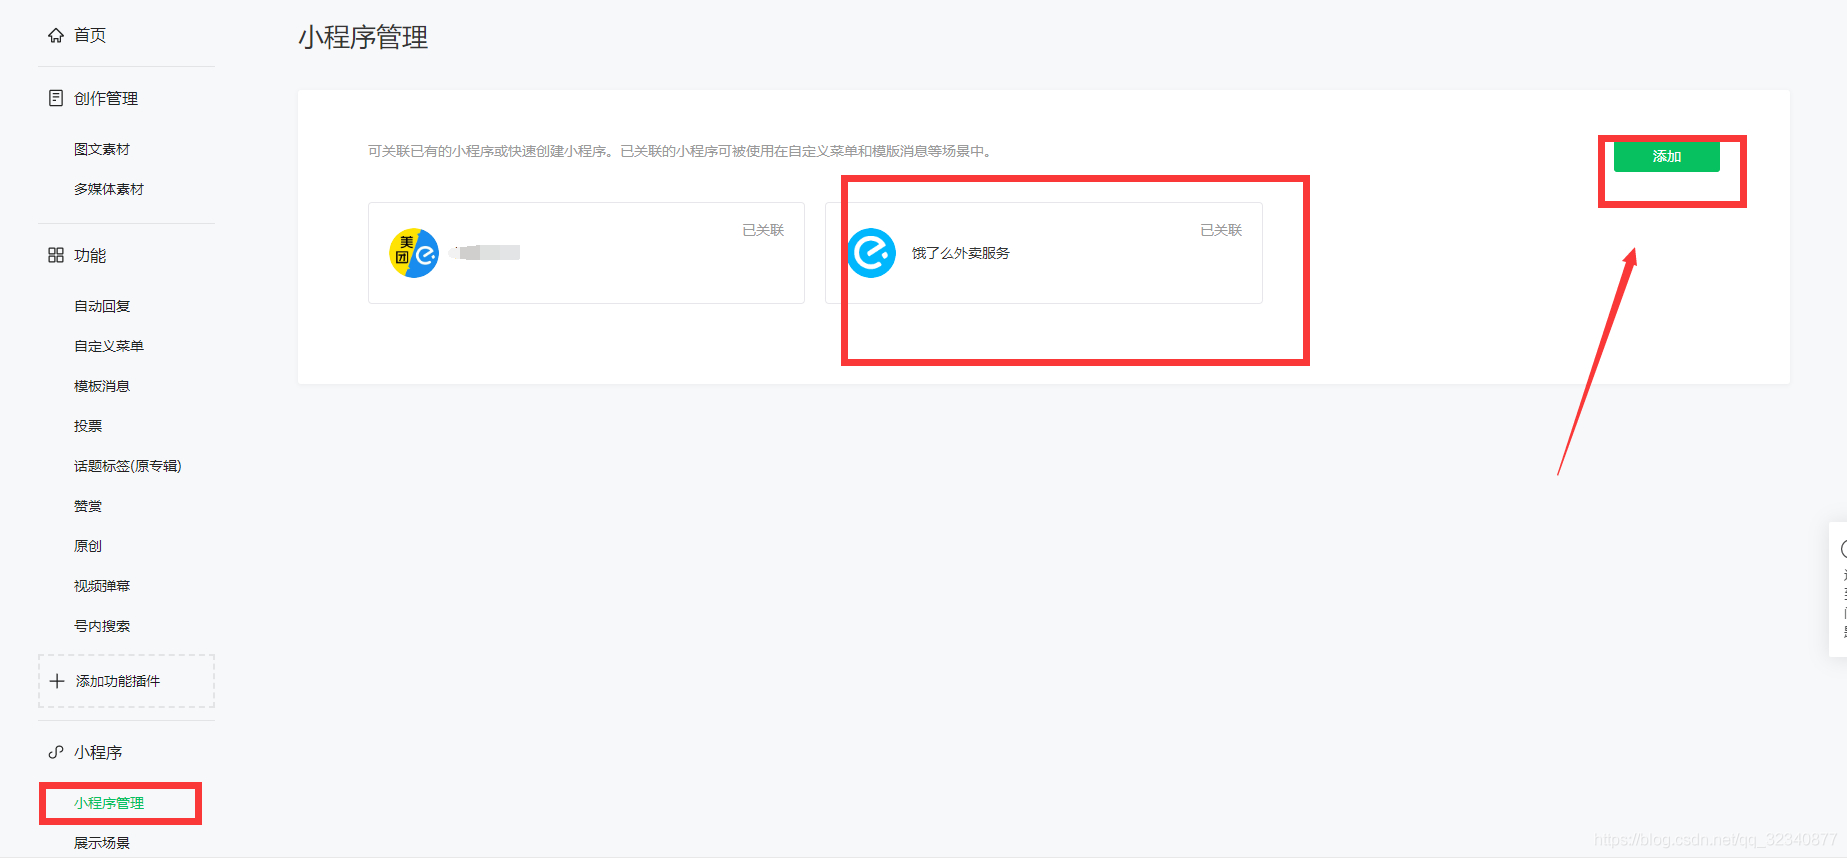 首页
创作管理
图文素材
多媒体素材
功能
自动回复
自定义菜单
模板消息
投票
话题标签(原专辑)
赞赏
原创
视频弹幕
号内搜索
添加功能插件
小程序
小程序管理
展示场景
小程序管理
可关联已有的小程序或快速创建小程序。已关联的小程序可被使用在自定义菜单和模版消息等场景中。
添加
已关联
美
团
已关联
饿了么外卖服务
https://blog.csdn.net/qq_32340877